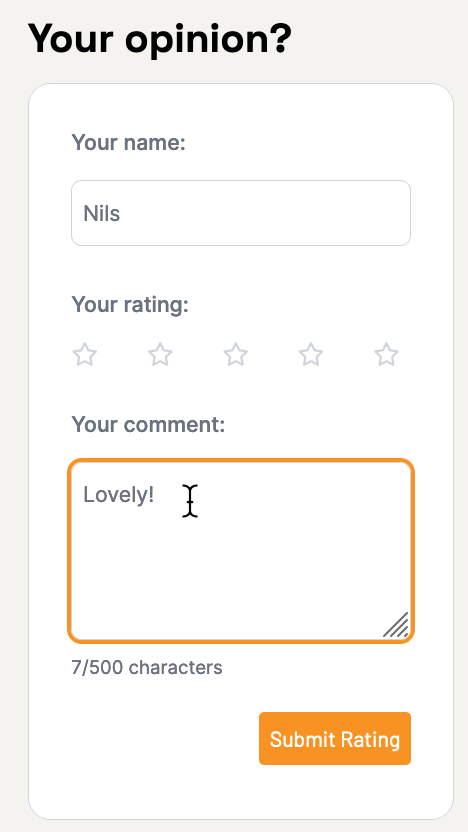 Your opinion?
Your name:
Nils
Your rating:
Your comment:
Lovely!
7/500 characters
Submit Rating